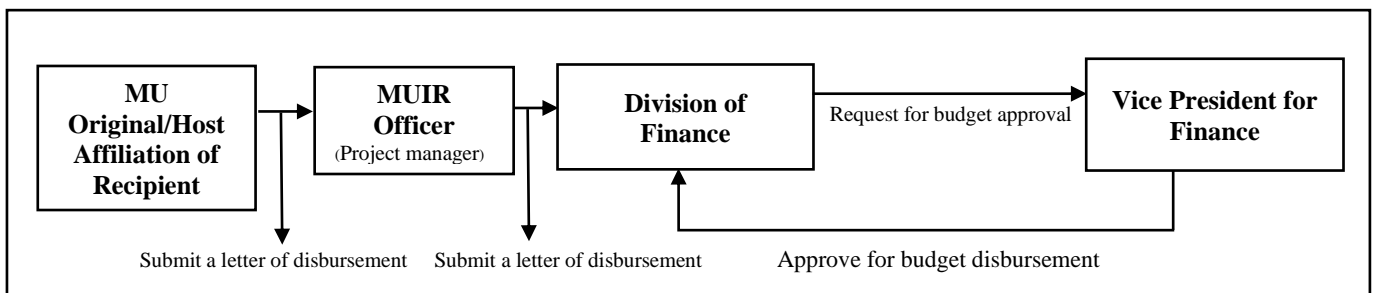 MU
Original/Host
Affiliation of
Recipient
MUIR
Officer
(Project manager)
Division of
Finance
Request for budget approval
Vice President for
Finance
Submit a letter of disbursement
Submit a letter of disbursement
Approve for budget disbursement